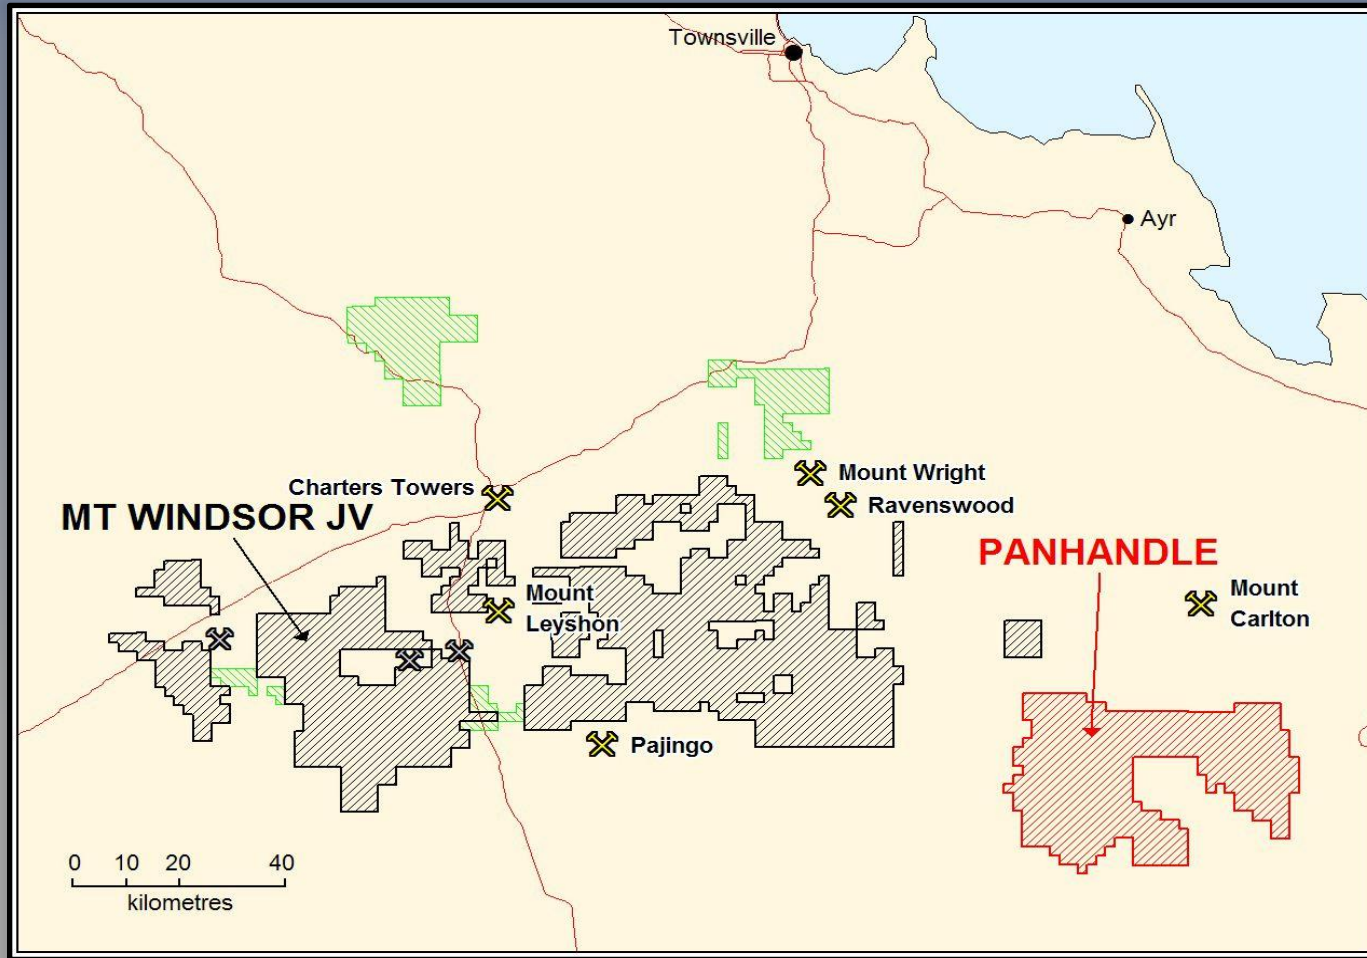 Townsville
Ayr
Charters Towers
Mount Wright
Ravenswood
MT WINDSOR JV
PANHANDLE
Mount
Leyshon
Mount
Carlton
Pajingo
0 10 20 40
kilometres